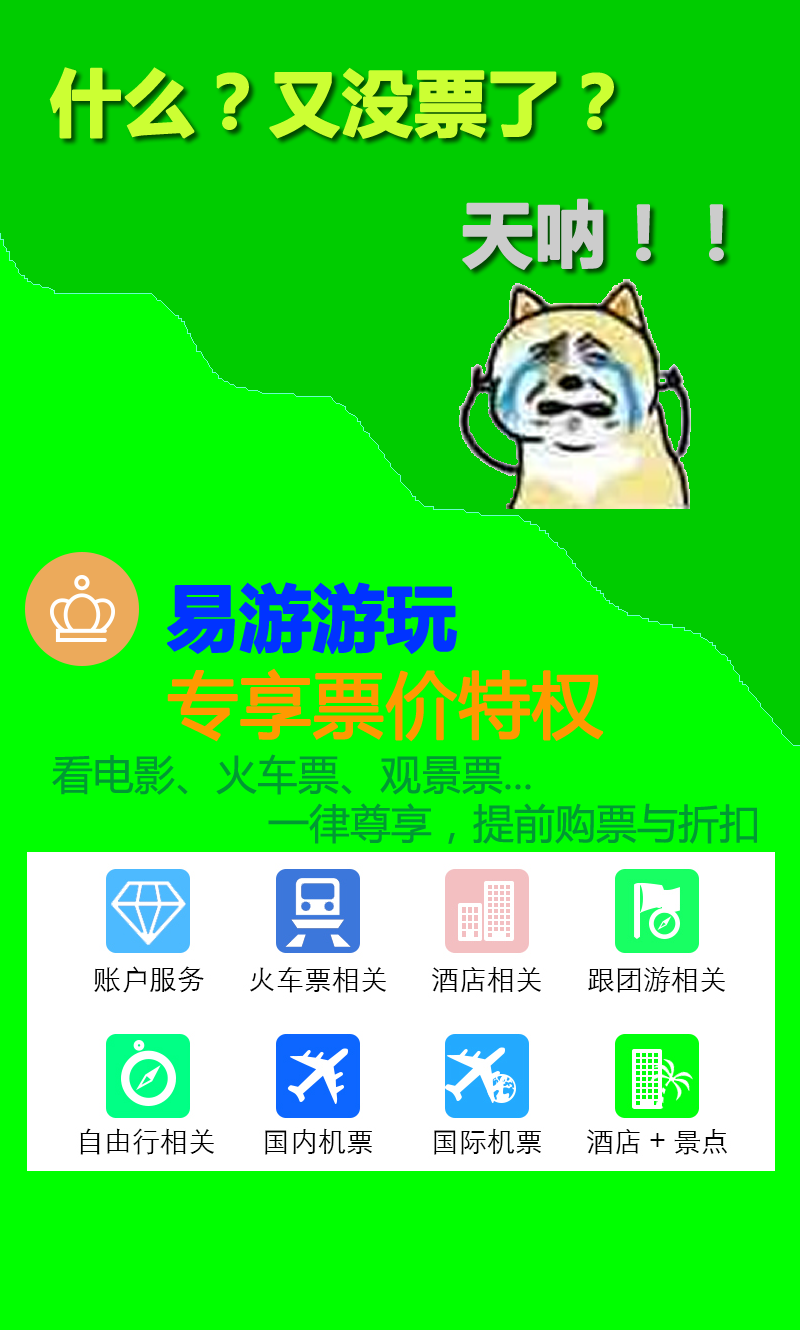 什么？又没票了？
天呐！！
易游游玩
专享票价特权
看电影、火车票、观景票...
一律尊享，提前购票与折扣
账户服务 火车票相关 酒店相关 跟团游相关
自由行相关 国内机票 国际机票 酒店 + 景点